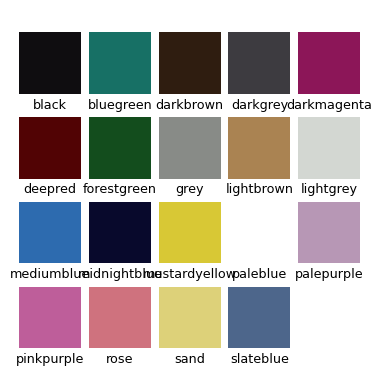 black bluegreen darkbrown darkgrey darkmagenta
deepred forestgreen grey lightbrown lightgrey
mediumblue midnightblue mustardyellow paleblue palepurple
pinkpurple rose sand slateblue